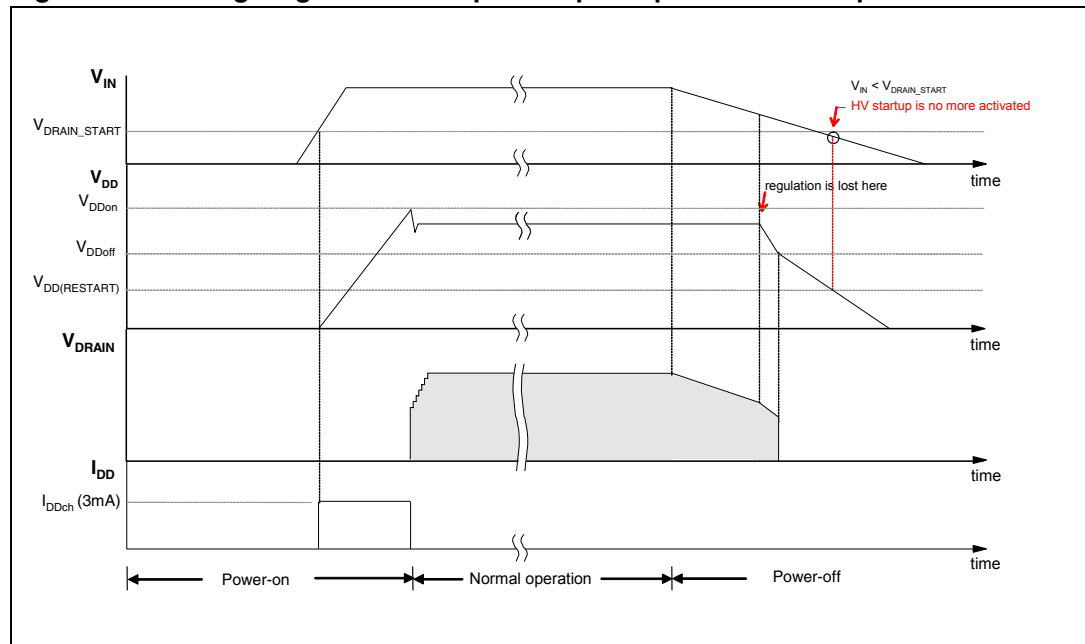 V_IN
V_DRAIN_START
V_IN < V_DRAIN_START
HV startup is no more activated
time
V_DD
V_DDon
regulation is lost here
V_DDoff
V_DD(RESTART)
time
V_DRAIN
time
I_DD
I_DDch (3mA)
time
Power-on
Normal operation
Power-off